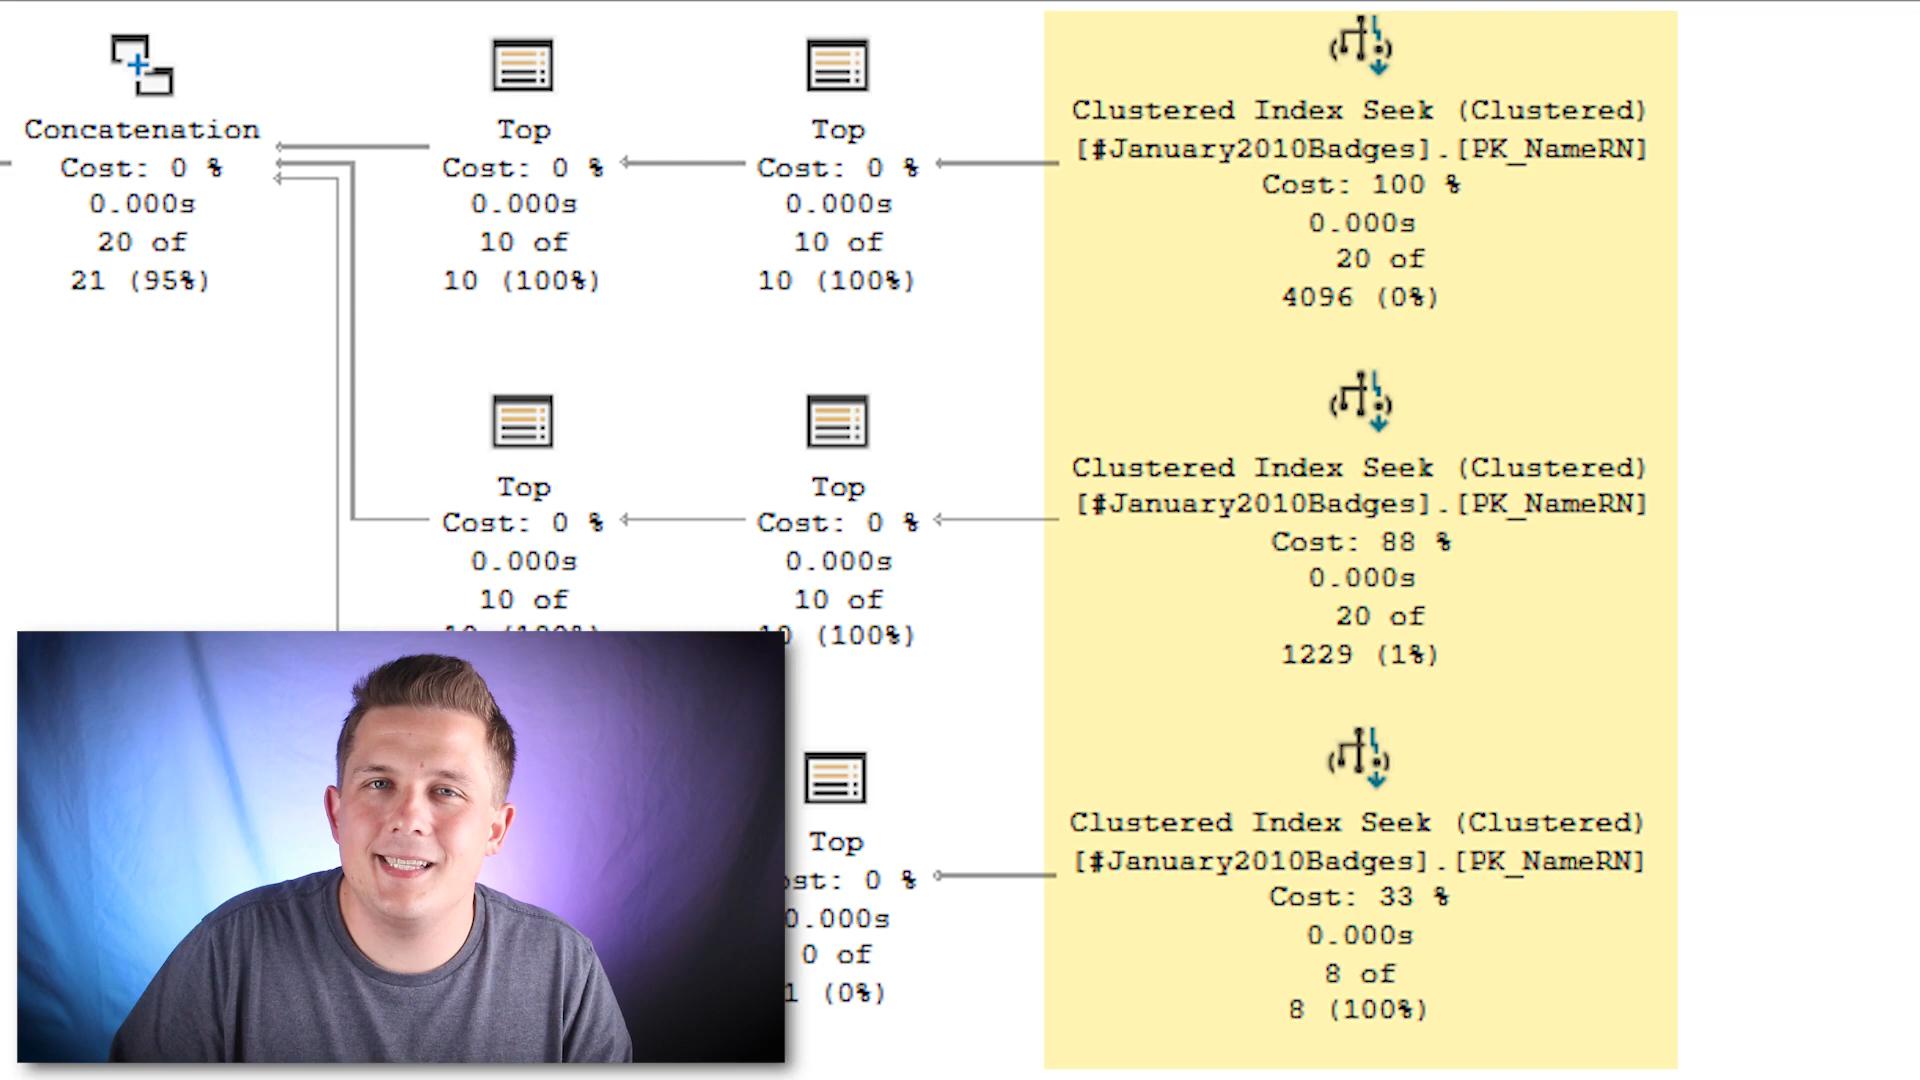 Concatenation
Cost: 0 %
0.000s
20 of
21 (95%)
Top
Cost: 0 %
0.000s
10 of
10 (100%)
Top
Cost: 0 %
0.000s
10 of
10 (100%)
Clustered Index Seek (Clustered)
[#January2010Badges].[PK_NameRN]
Cost: 100 %
0.000s
20 of
4096 (0%)
Top
Cost: 0 %
0.000s
10 of
10 (100%)
Top
Cost: 0 %
0.000s
10 of
(100%)
Clustered Index Seek (Clustered)
[#January2010Badges].[PK_NameRN]
Cost: 88 %
0.000s
20 of
1229 (1%)
Top
0 %
0.000s
0 of
1 (0%)
Clustered Index Seek (Clustered)
[#January2010Badges].[PK_NameRN]
Cost: 33 %
0.000s
8 of
8 (100%)